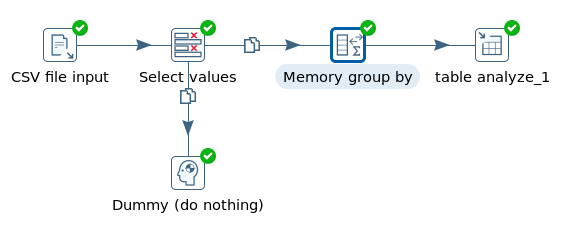 CSV file input
Select values
Memory group by
table analyze_1
Dummy (do nothing)